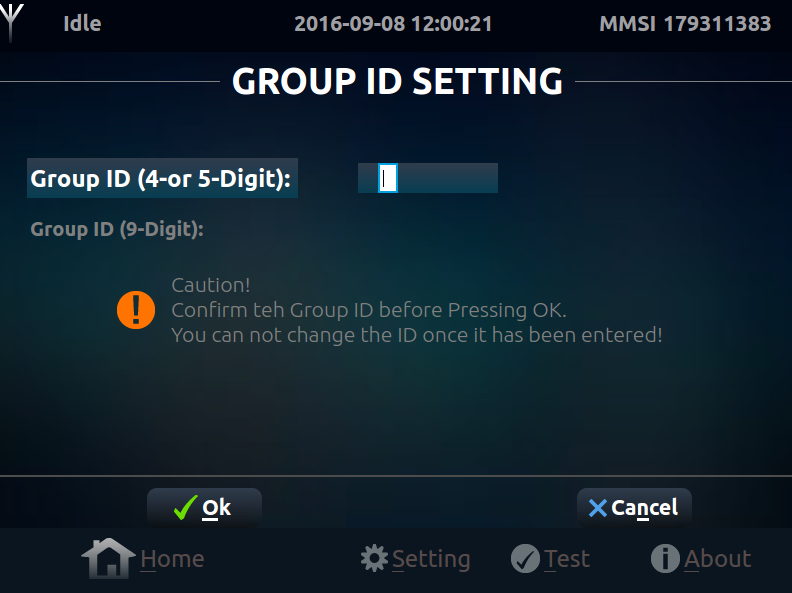 Idle 2016-09-08 12:00:21 MMSI 179311383
GROUP ID SETTING
Group ID (4-or 5-Digit):
Group ID (9-Digit):
Caution!
Confirm teh Group ID before Pressing OK.
You can not change the ID once it has been entered!
Ok Cancel
Home Setting Test About